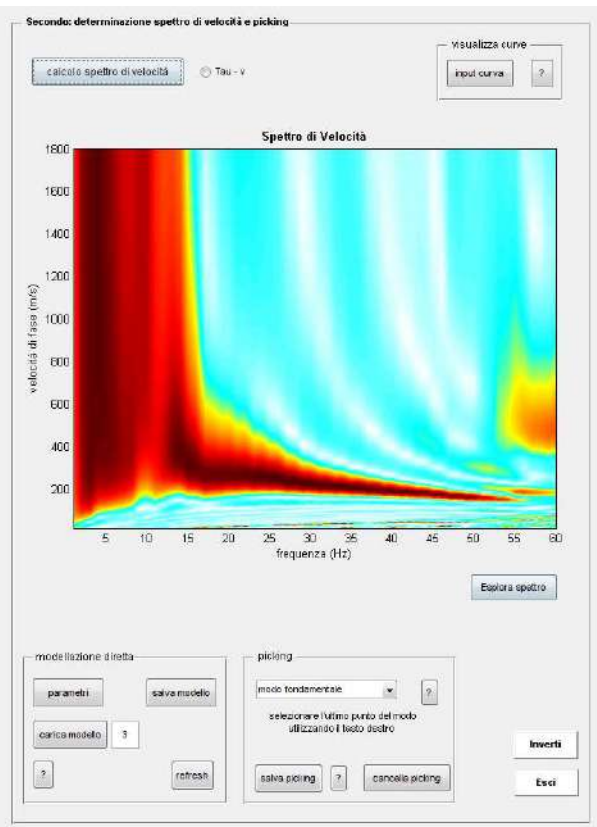 Secondo: determinazione spettro di velocità e picking
visualizza curve
calcolo spettro di velocità
Tau - v
input curva
?
Spettro di Velocità
1800
1600
1400
1200
1000
800
600
400
200
velocità di fase (m/s)
5 10 15 20 25 30 35 40 45 50 55 60
frequenza (Hz)
Esplora spettro
modellazione diretta
parametri
salva modello
carica modello
3
?
refresh
picking
modo fondamentale
?
selezionare l'ultimo punto del modo
utilizzando il tasto destro
salva picking
?
cancella picking
Inverti
Esci